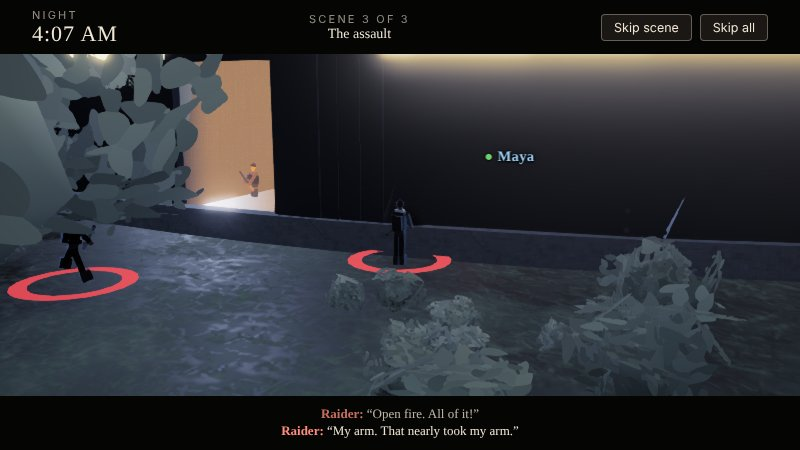 NIGHT
4:07 AM
SCENE 3 OF 3
The assault
Skip scene
Skip all
Maya
Raider: “Open fire. All of it!”
Raider: “My arm. That nearly took my arm.”